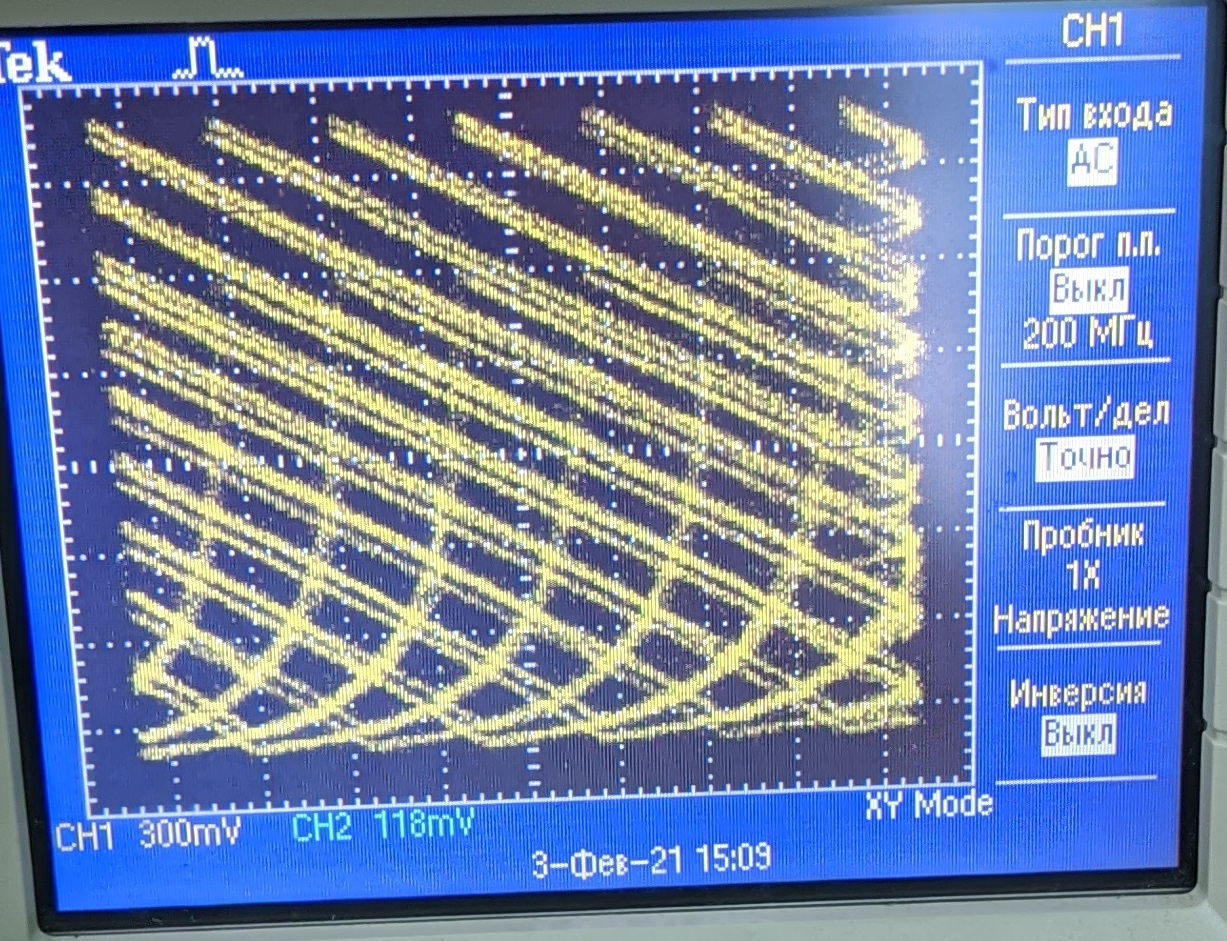 Tek
CH1
Тип входа
ДС
Порог п.п.
Выкл
200 МГц
Вольт/дел
Точно
Пробник
1X
Напряжение
Инверсия
Выкл
XY Mode
CH1 300mV CH2 118mV
3-Фев-21 15:09